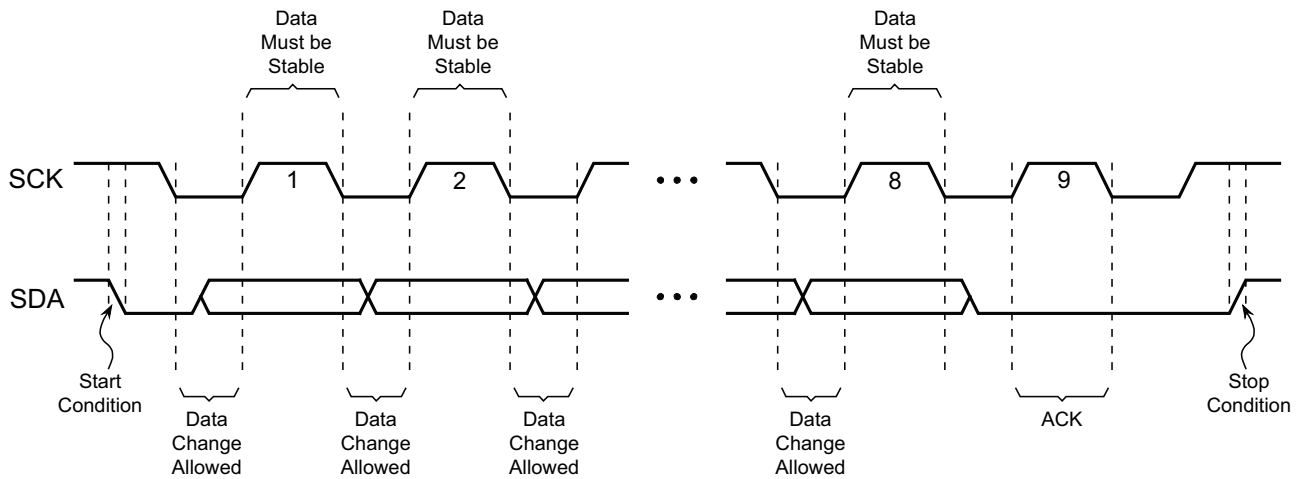 Data
Must be
Stable
Data
Must be
Stable
Data
Must be
Stable
SCK
1
2
• • •
8
9
SDA
• • •
Start
Condition
Data
Change
Allowed
Data
Change
Allowed
Data
Change
Allowed
Data
Change
Allowed
ACK
Stop
Condition